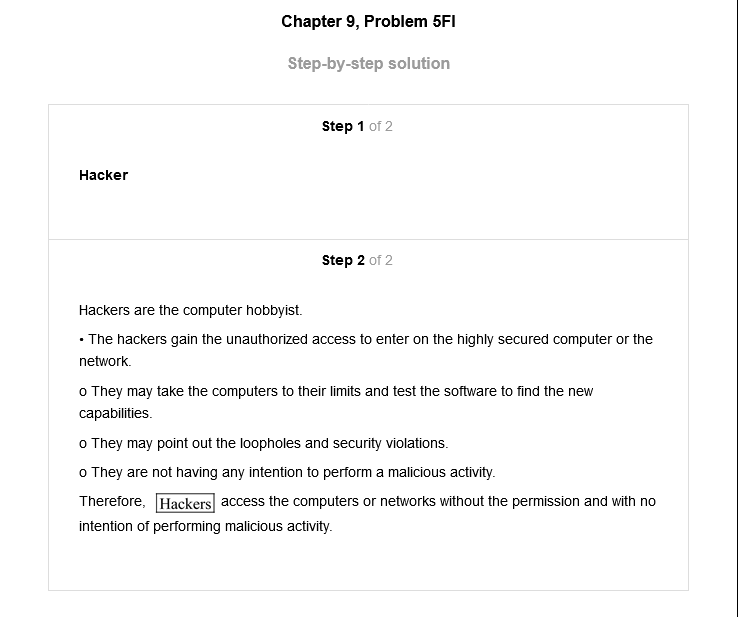 Chapter 9, Problem 5FI
Step-by-step solution
Step 1 of 2
Hacker
Step 2 of 2
Hackers are the computer hobbyist.
• The hackers gain the unauthorized access to enter on the highly secured computer or the
network.
o They may take the computers to their limits and test the software to find the new
capabilities.
o They may point out the loopholes and security violations.
o They are not having any intention to perform a malicious activity.
Therefore, Hackers access the computers or networks without the permission and with no
intention of performing malicious activity.